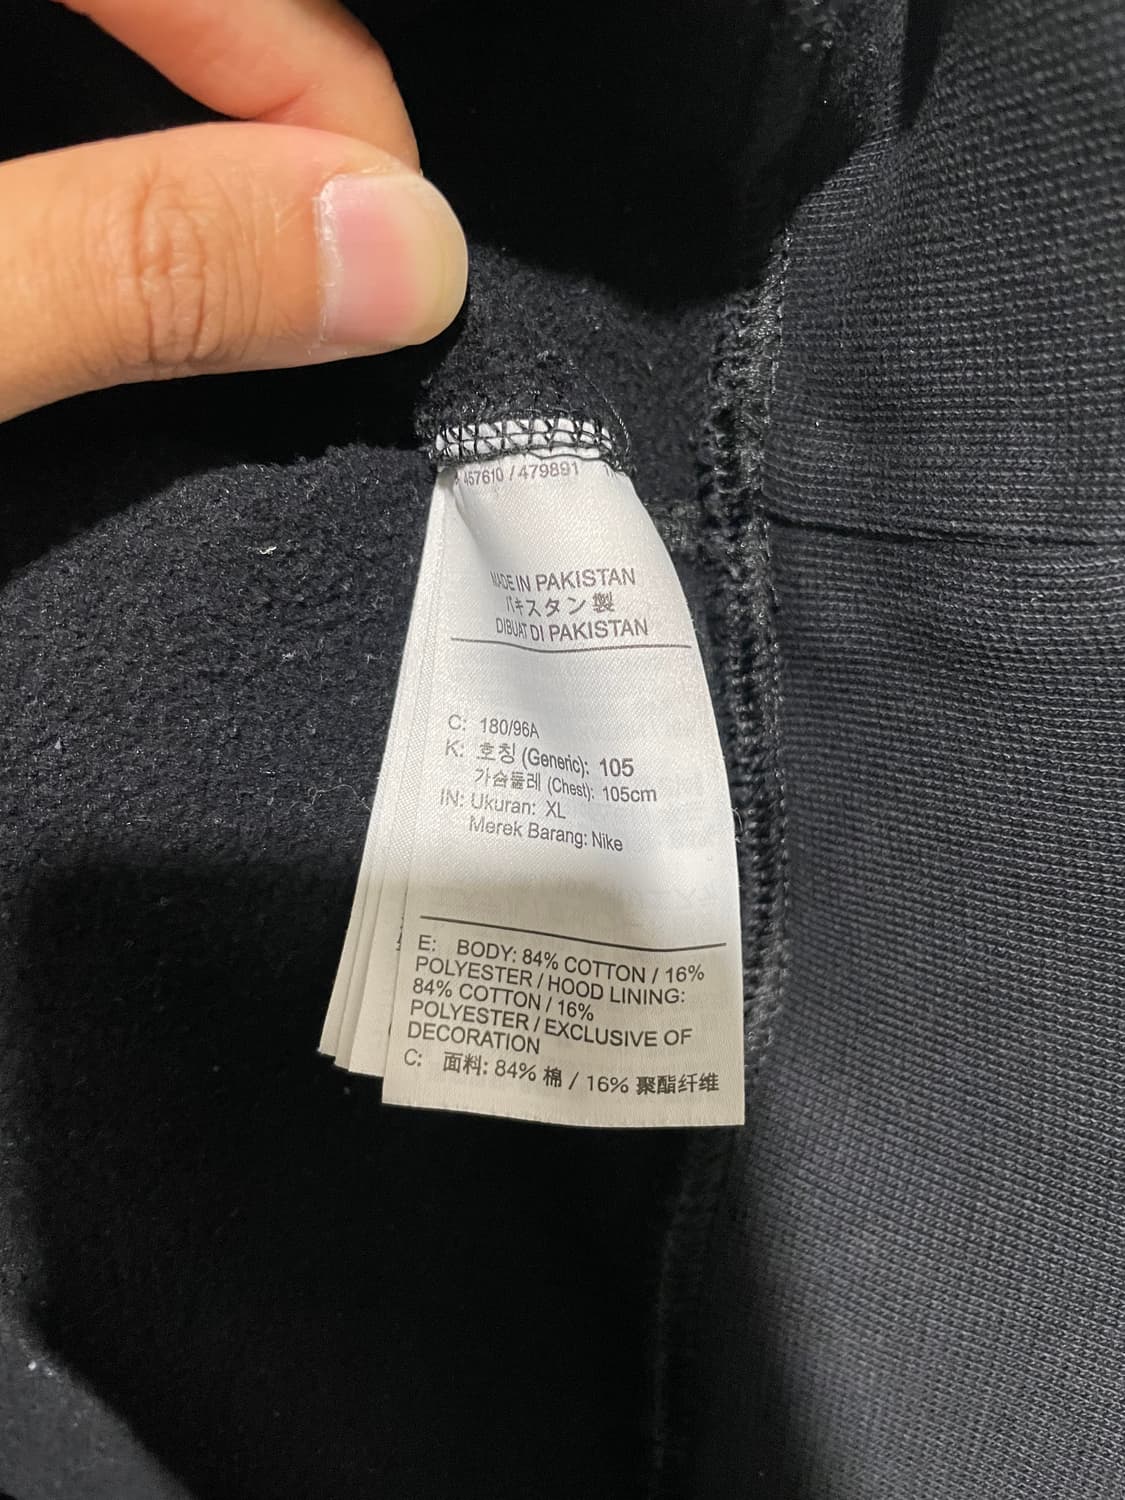 457610 / 479891
MADE IN PAKISTAN
パキスタン製
DIBUAT DI PAKISTAN
C: 180/96A
K: 호칭 (Generic): 105
가슴둘레 (Chest): 105cm
IN: Ukuran: XL
Merek Barang: Nike
E: BODY: 84% COTTON / 16%
POLYESTER / HOOD LINING:
84% COTTON / 16%
POLYESTER / EXCLUSIVE OF
DECORATION
C: 面料: 84% 棉 / 16% 聚酯纤维